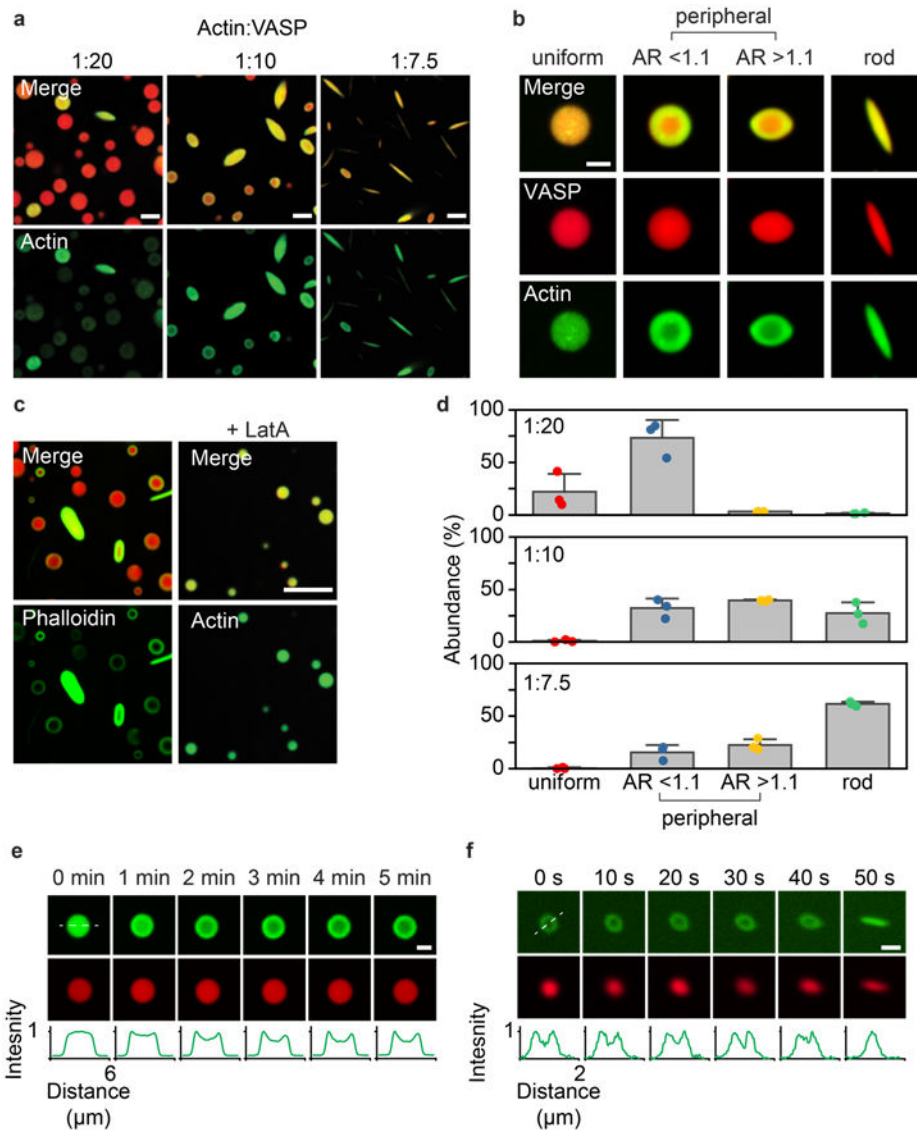 a
Actin:VASP
1:20 1:10 1:7.5
Merge
Actin
b
peripheral
uniform AR <1.1 AR >1.1 rod
Merge
VASP
Actin
c
+ LatA
Merge Merge
Phalloidin Actin
d
Abundance (%)
100
50
0
1:20
100
50
0
1:10
100
50
0
1:7.5
uniform AR <1.1 AR >1.1 rod
peripheral
e
0 min 1 min 2 min 3 min 4 min 5 min
Intesnity
1
6
Distance
(µm)
f
0 s 10 s 20 s 30 s 40 s 50 s
Intesnity
1
2
Distance
(µm)